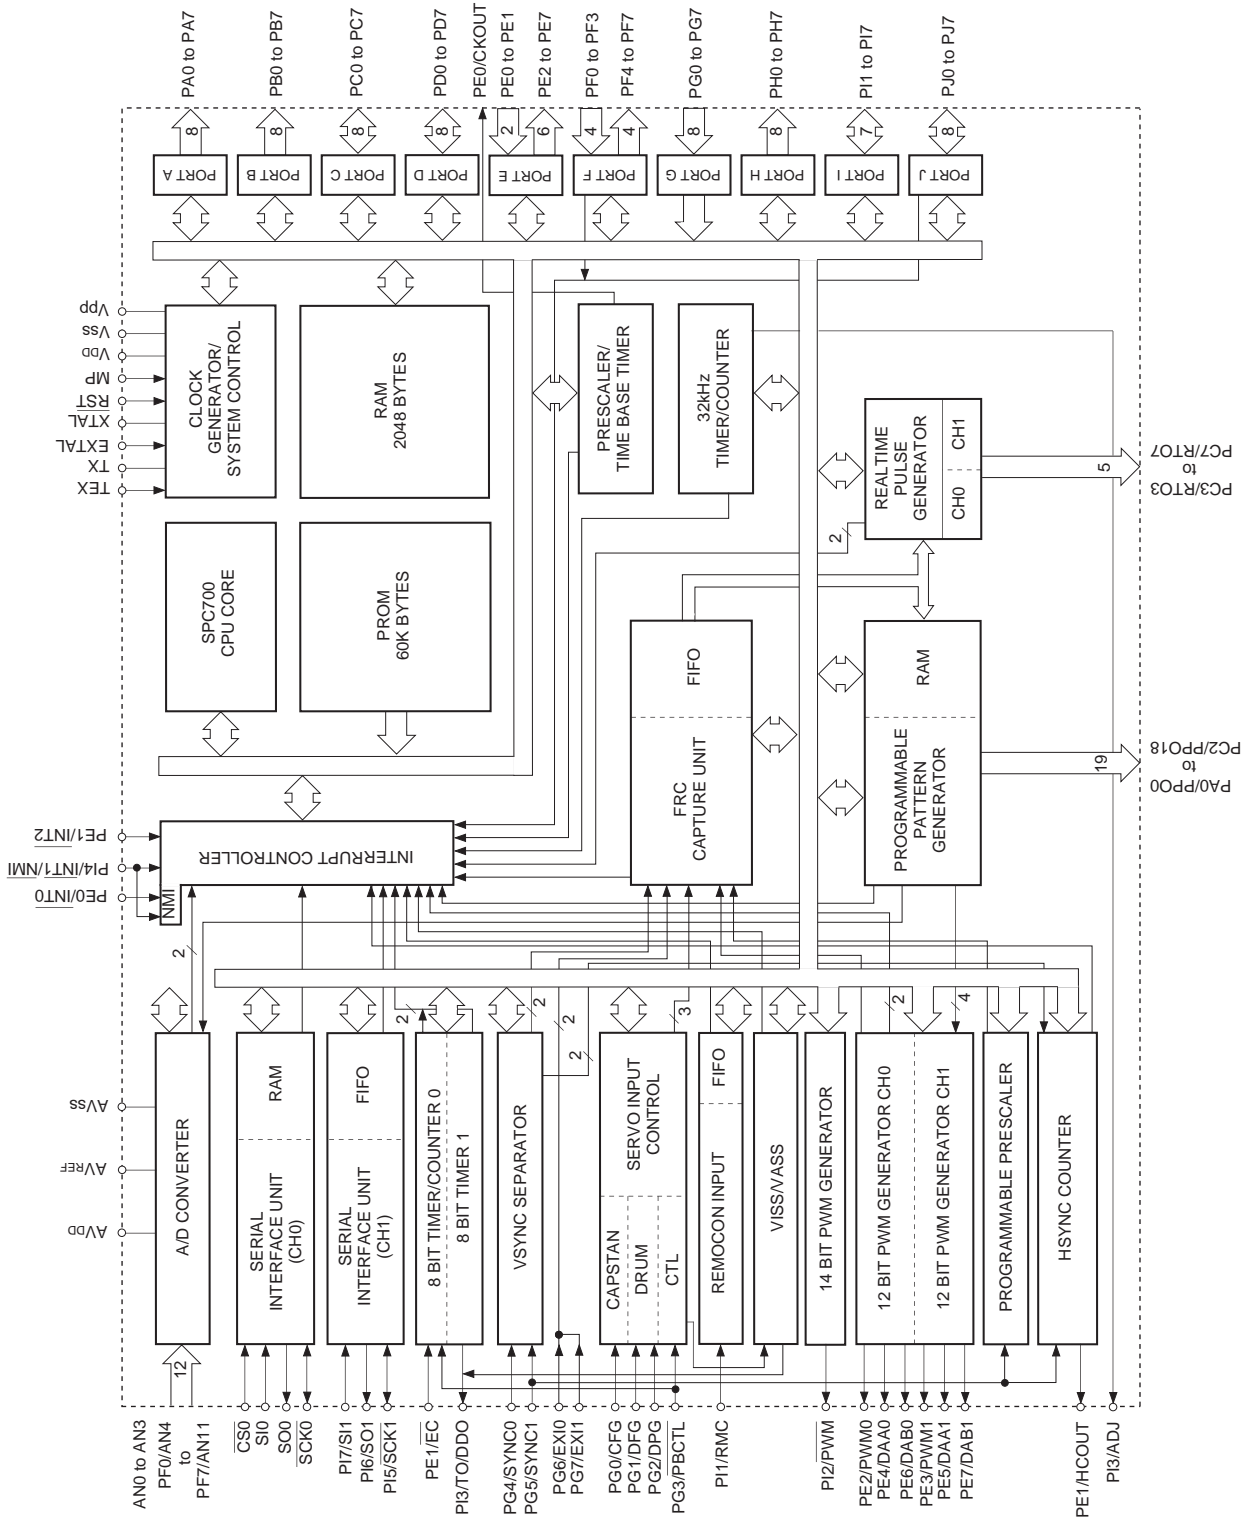 PA0 to PA7
PB0 to PB7
PC0 to PC7
PD0 to PD7
PE0/CKOUT
PE0 to PE1
PE2 to PE7
PF0 to PF3
PF4 to PF7
PG0 to PG7
PH0 to PH7
PI1 to PI7
PJ0 to PJ7
8
8
8
8
2
6
4
4
8
8
7
8
PORT A
PORT B
PORT C
PORT D
PORT E
PORT F
PORT G
PORT H
PORT I
PORT J
Vpp
Vss
VDD
MP
RST
XTAL
EXTAL
TX
TEX
CLOCK
GENERATOR/
SYSTEM CONTROL
RAM
2048 BYTES
PRESCALER/
TIME BASE TIMER
32kHz
TIMER/COUNTER
REALTIME
PULSE
GENERATOR
CH0
CH1
5
PC3/RTO3
to
PC7/RTO7
2
SPC700
CPU CORE
PROM
60K BYTES
FRC
CAPTURE UNIT
FIFO
PROGRAMMABLE
PATTERN
GENERATOR
RAM
19
PA0/PPO0
to
PC2/PPO18
PE1/INT2
PI4/INT1/NMI
PE0/INT0
NMI
INTERRUPT CONTROLLER
2
2
2
2
2
2
3
2
4
AVss
AVREF
AVDD
A/D CONVERTER
SERIAL
INTERFACE UNIT
(CH0)
RAM
SERIAL
INTERFACE UNIT
(CH1)
FIFO
8 BIT TIMER/COUNTER 0
8 BIT TIMER 1
VSYNC SEPARATOR
SERVO INPUT
CONTROL
CAPSTAN
DRUM
CTL
REMOCON INPUT
FIFO
VISS/VASS
14 BIT PWM GENERATOR
12 BIT PWM GENERATOR CH0
12 BIT PWM GENERATOR CH1
PROGRAMMABLE PRESCALER
HSYNC COUNTER
12
AN0 to AN3
PF0/AN4
to
PF7/AN11
CS0
SI0
SO0
SCK0
PI7/SI1
PI6/SO1
PI5/SCK1
PE1/EC
PI3/TO/DDO
PG4/SYNC0
PG5/SYNC1
PG6/EXI0
PG7/EXI1
PG0/CFG
PG1/DFG
PG2/DPG
PG3/PBCTL
PI1/RMC
PI2/PWM
PE2/PWM0
PE4/DAA0
PE6/DAB0
PE3/PWM1
PE5/DAA1
PE7/DAB1
PE1/HCOUT
PI3/ADJ